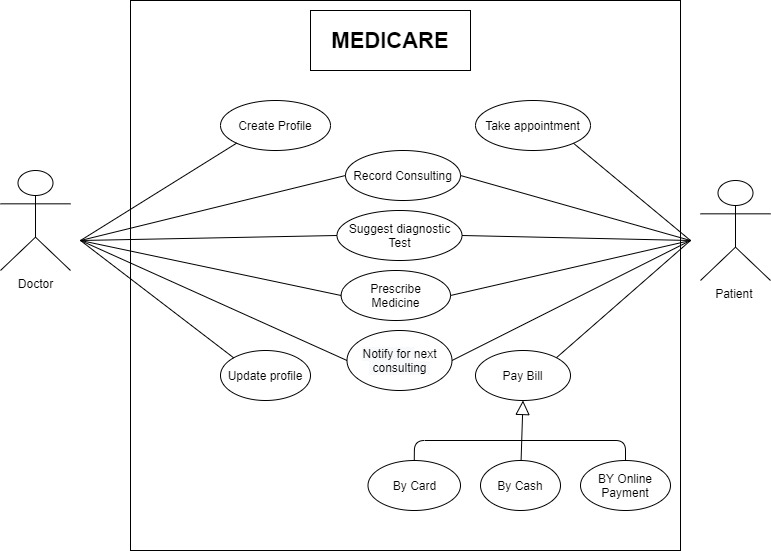 MEDICARE
Create Profile
Take appointment
Record Consulting
Suggest diagnostic
Test
Doctor
Patient
Prescribe
Medicine
Notify for next
consulting
Update profile
Pay Bill
By Card
By Cash
BY Online
Payment